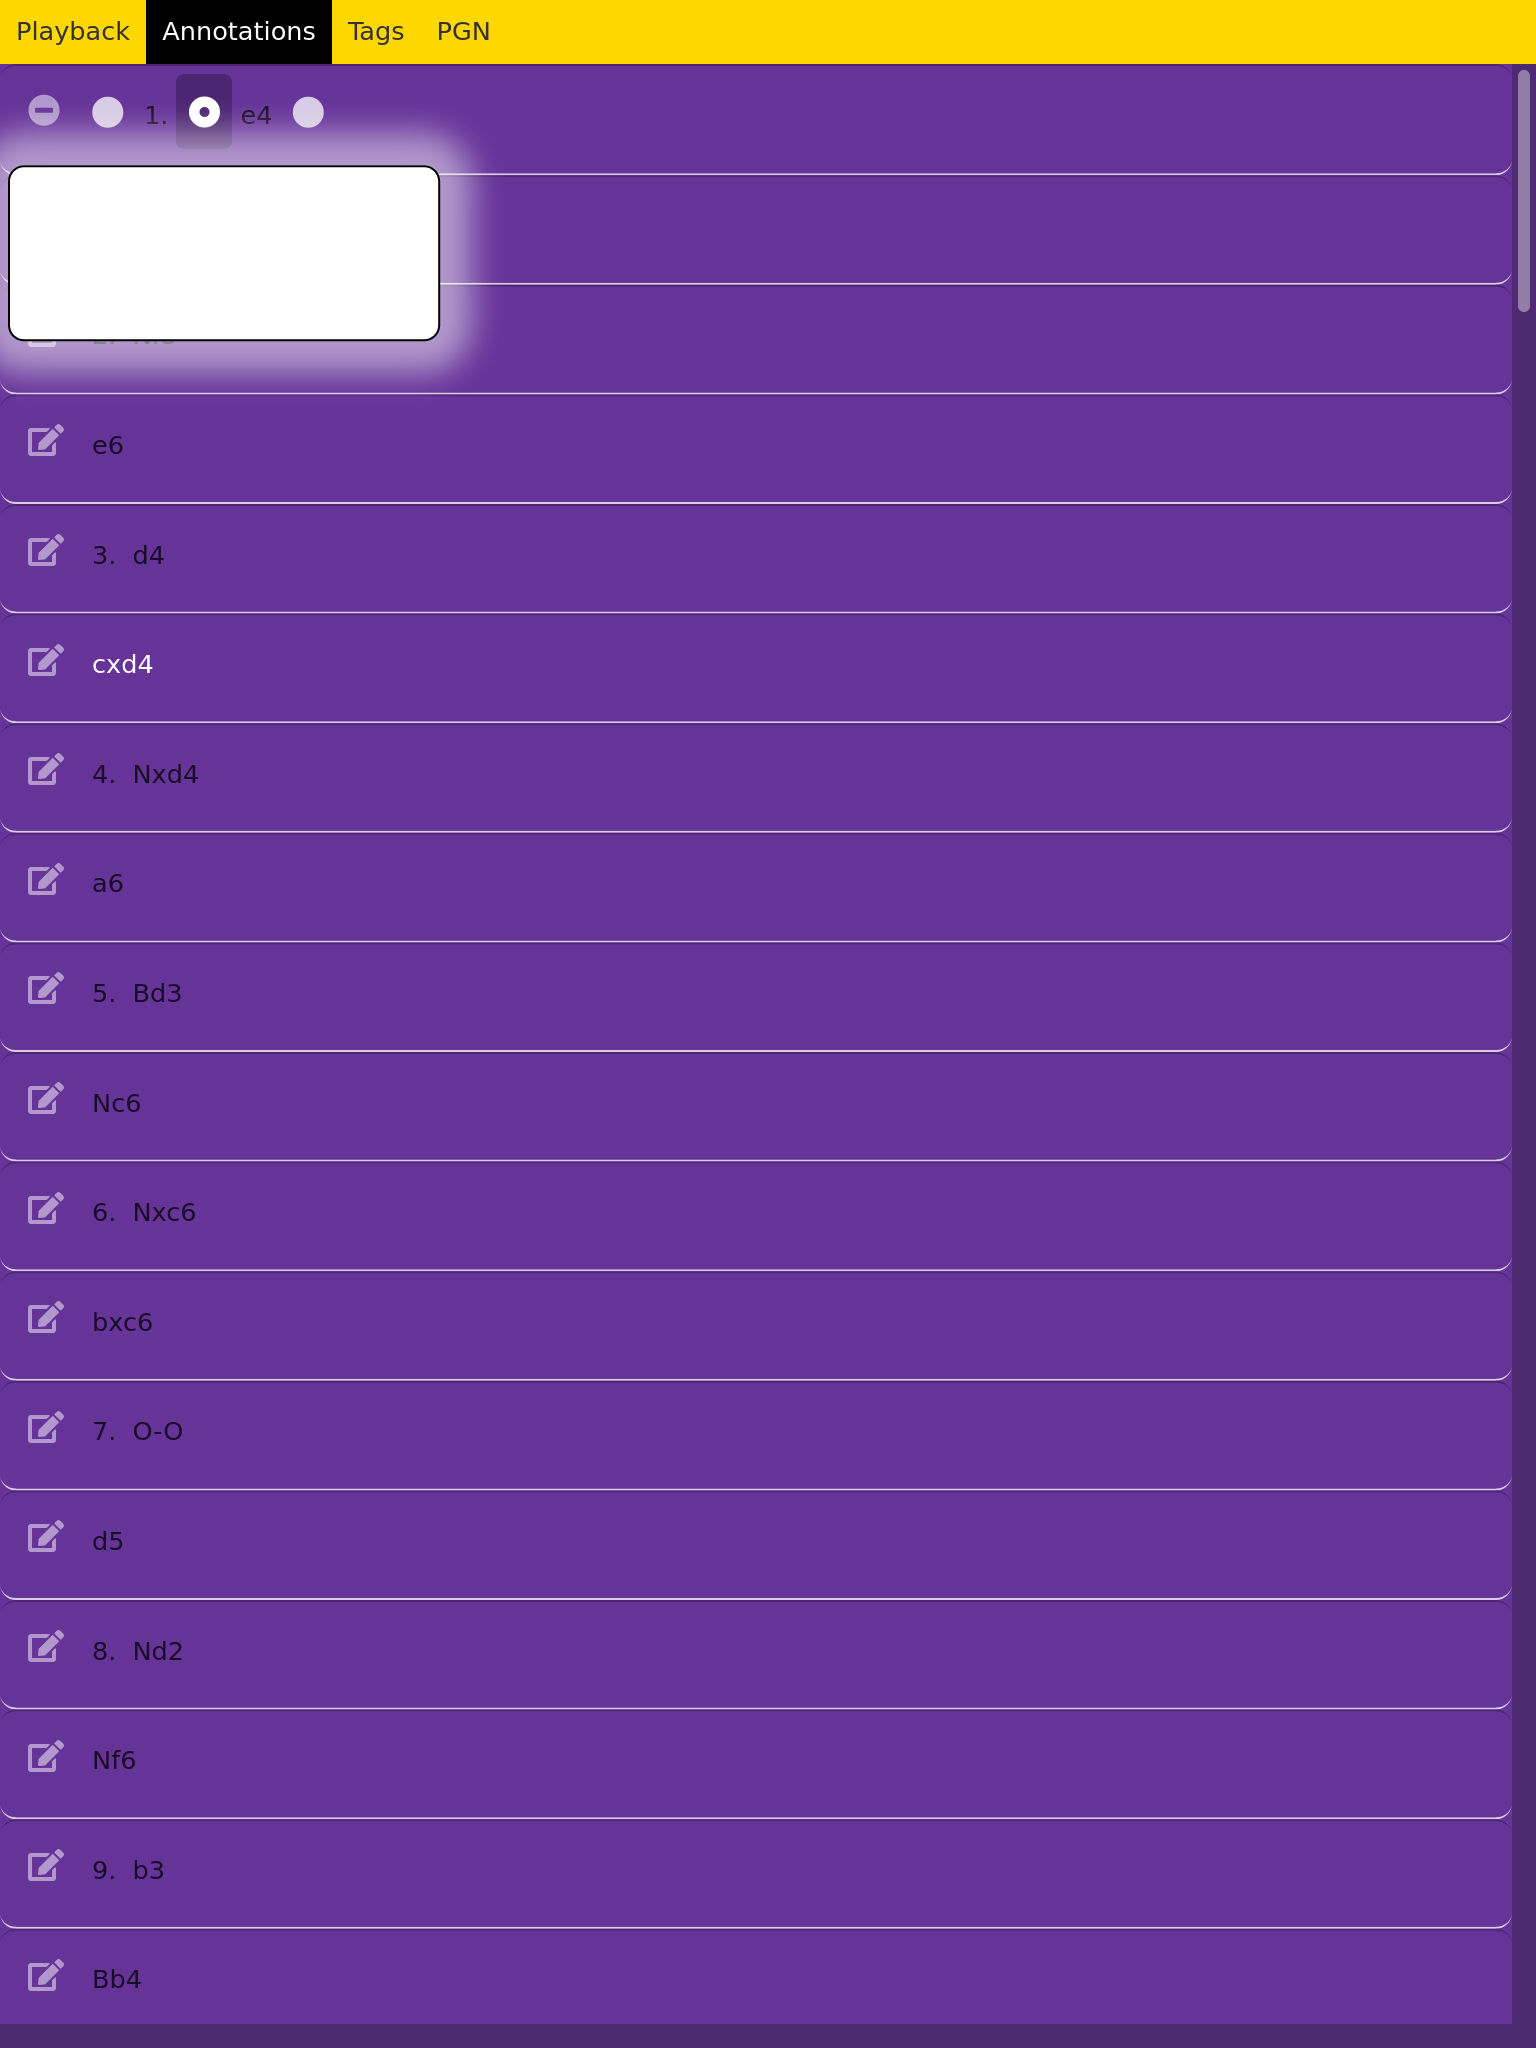 Playback Annotations Tags PGN
1. e4
e6
3. d4
cxd4
4. Nxd4
a6
5. Bd3
Nc6
6. Nxc6
bxc6
7. O-O
d5
8. Nd2
Nf6
9. b3
Bb4